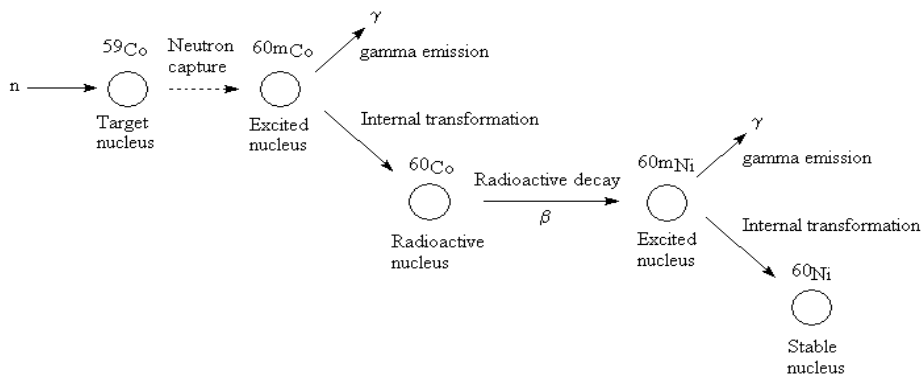 γ
59Co
Neutron
capture
60mCo
gamma emission
n
Target
nucleus
Excited
nucleus
Internal transformation
γ
60Co
Radioactive decay
β
60mNi
gamma emission
Radioactive
nucleus
Excited
nucleus
Internal transformation
60Ni
Stable
nucleus